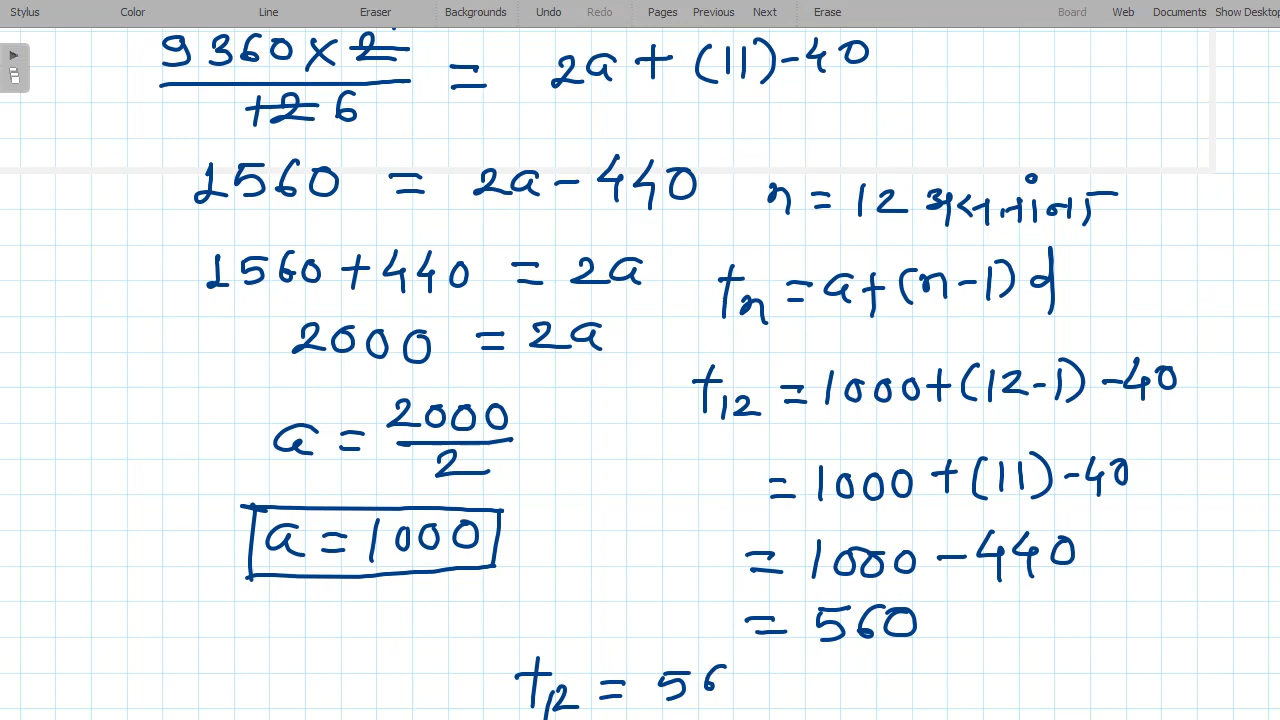 Stylus Color Line Eraser Backgrounds Undo Redo Pages Previous Next Erase Board Web Documents Show Desktop
9360 × 2 / 12 6 = 2a + (11) -40
1560 = 2a - 440
1560 + 440 = 2a
2000 = 2a
a = 2000 / 2
a = 1000
n = 12
tn = a + (n - 1) d
t12 = 1000 + (12 - 1) -40
= 1000 + (11) -40
= 1000 - 440
= 560
t12 = 56